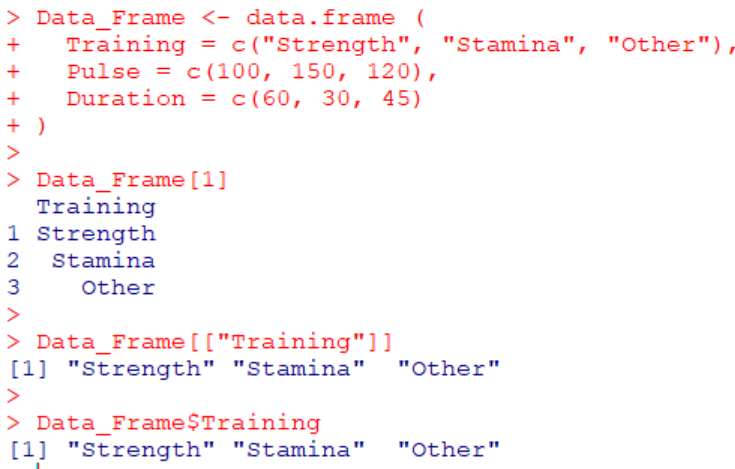 > Data_Frame <- data.frame (
+   Training = c("Strength", "Stamina", "Other"),
+   Pulse = c(100, 150, 120),
+   Duration = c(60, 30, 45)
+ )
>
> Data_Frame[1]
  Training
1 Strength
2  Stamina
3    Other
>
> Data_Frame[["Training"]]
[1] "Strength" "Stamina"  "Other"
>
> Data_Frame$Training
[1] "Strength" "Stamina"  "Other"